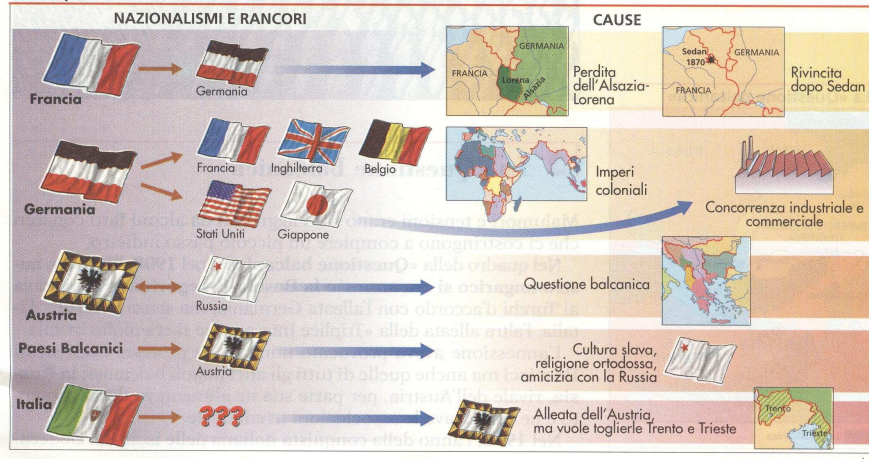 NAZIONALISMI E RANCORI
CAUSE
Francia
Germania
FRANCIA
GERMANIA
Lorena
Alsazia
Perdita
dell'Alsazia-
Lorena
Sedan
1870
GERMANIA
FRANCIA
Rivincita
dopo Sedan
Germania
Francia
Inghilterra
Belgio
Imperi
coloniali
Stati Uniti
Giappone
Concorrenza industriale e
commerciale
Austria
Russia
Questione balcanica
Paesi Balcanici
Austria
Cultura slava,
religione ortodossa,
amicizia con la Russia
Italia
???
Alleata dell'Austria,
ma vuole toglierle Trento e Trieste
Trento
Trieste